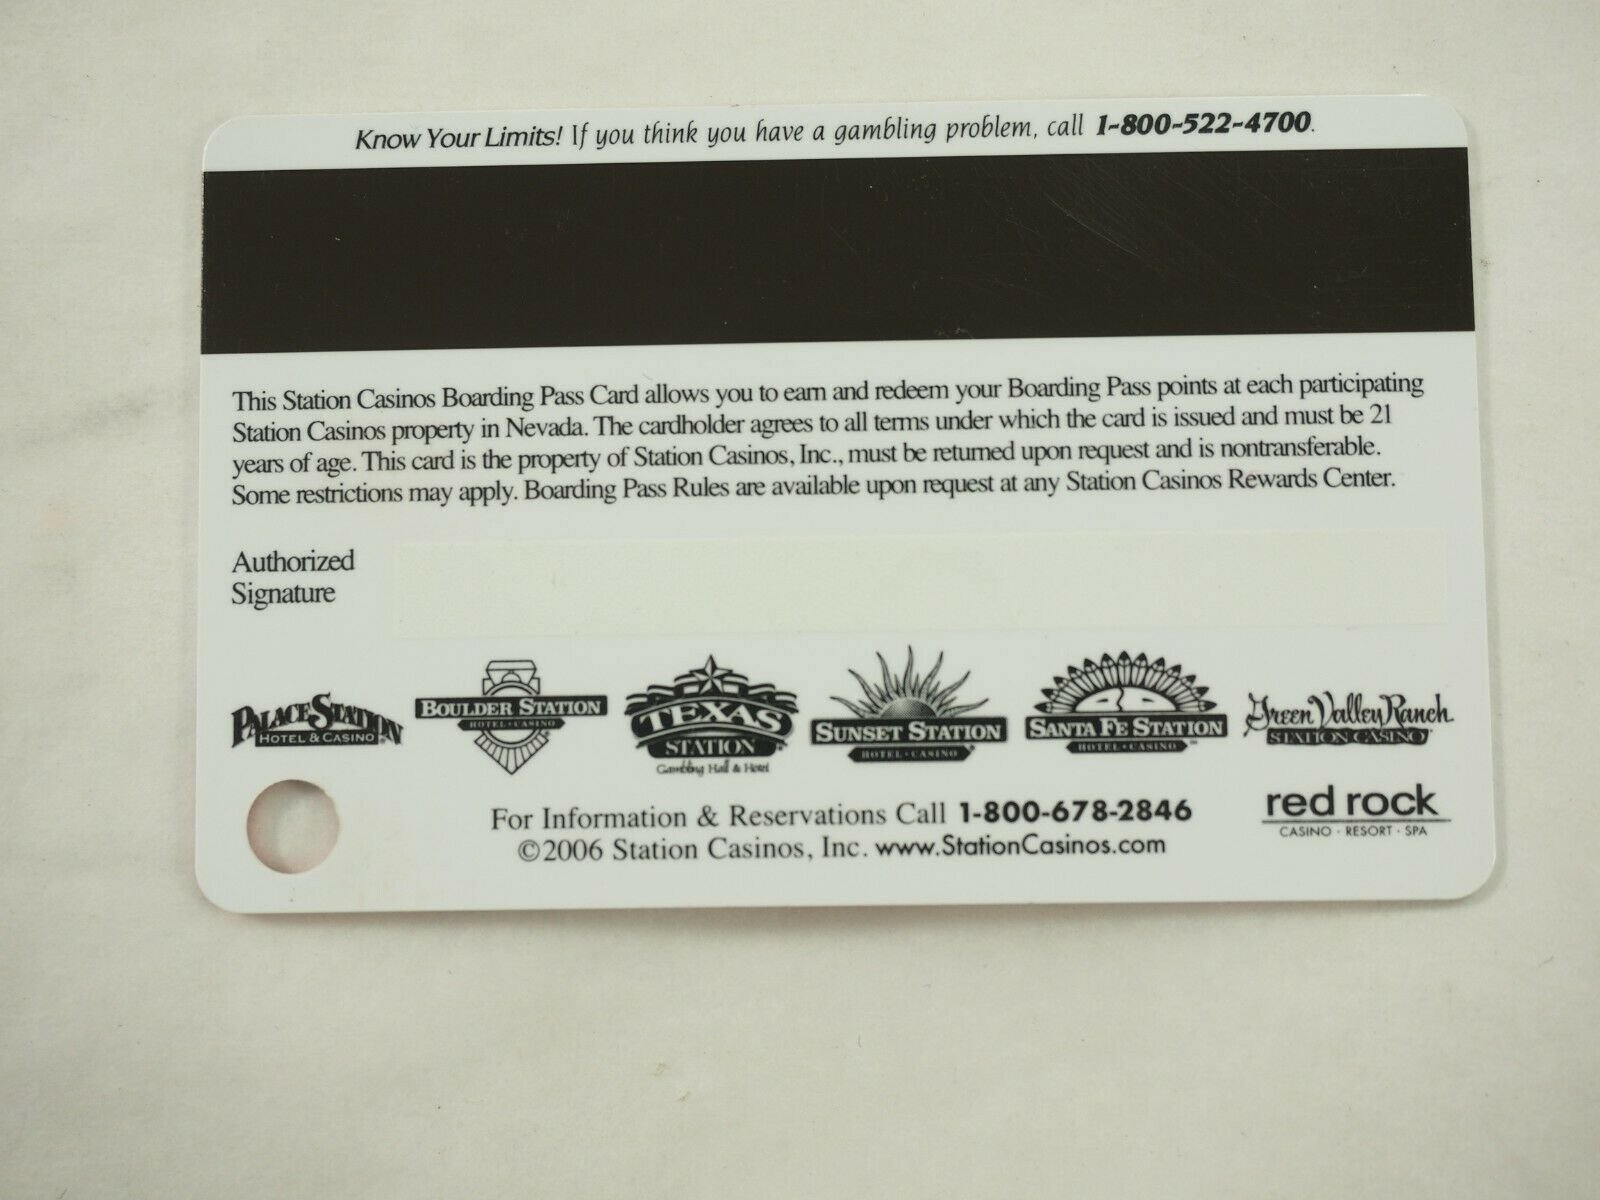 Know Your Limits! If you think you have a gambling problem, call 1-800-522-4700.
This Station Casinos Boarding Pass Card allows you to earn and redeem your Boarding Pass points at each participating
Station Casinos property in Nevada. The cardholder agrees to all terms under which the card is issued and must be 21
years of age. This card is the property of Station Casinos, Inc., must be returned upon request and is nontransferable.
Some restrictions may apply. Boarding Pass Rules are available upon request at any Station Casinos Rewards Center.
Authorized
Signature
PALACE STATION
HOTEL & CASINO
BOULDER STATION
HOTEL • CASINO
TEXAS
STATION
Gambling Hall & Hotel
SUNSET STATION
HOTEL • CASINO
SANTA FE STATION
HOTEL • CASINO
Green Valley Ranch
STATION CASINO
For Information & Reservations Call 1-800-678-2846
©2006 Station Casinos, Inc. www.StationCasinos.com
red rock
CASINO · RESORT · SPA